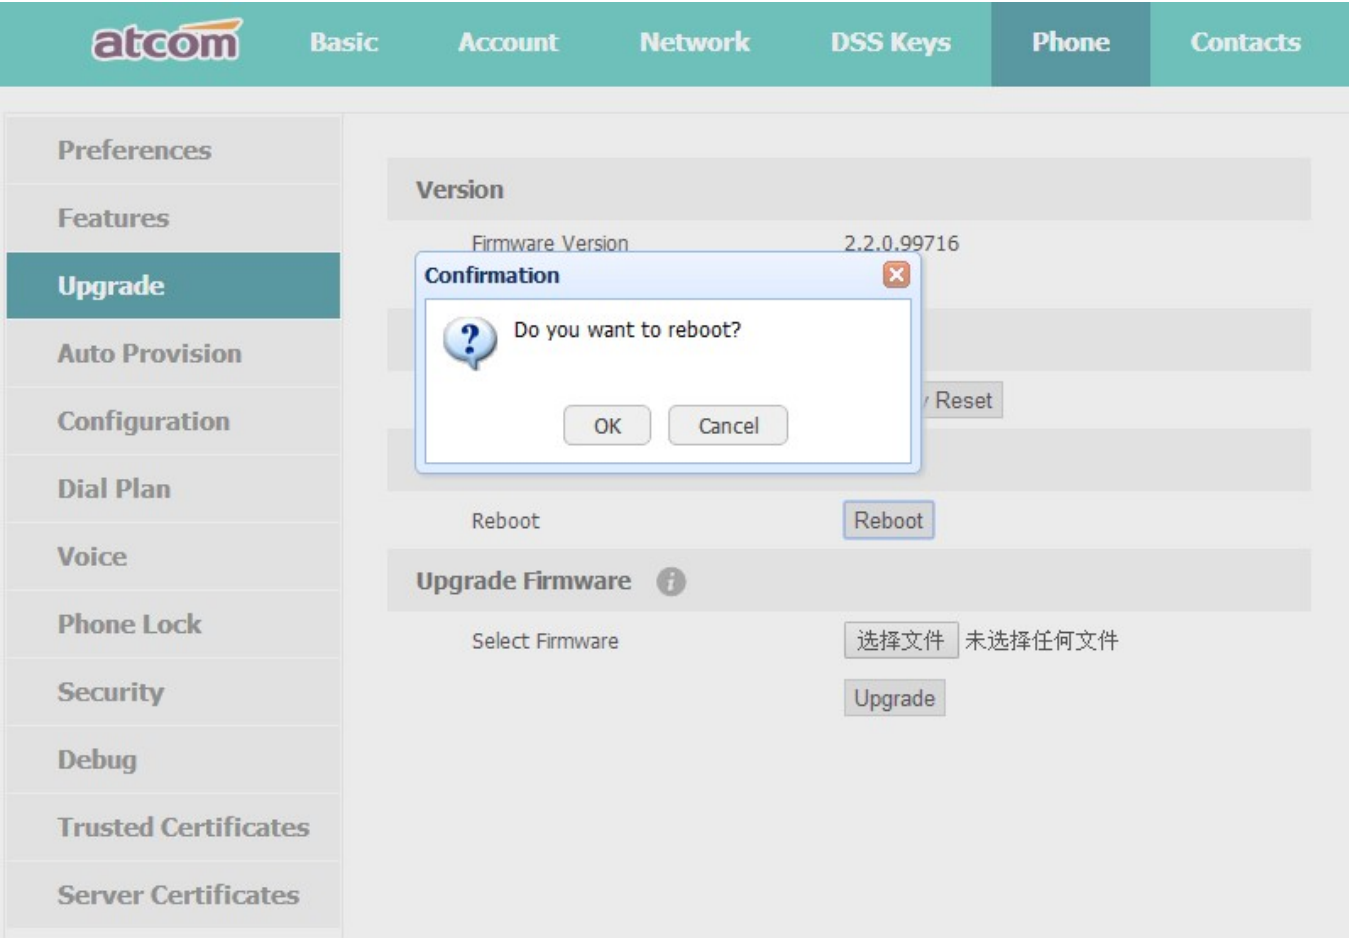 atcom Basic Account Network DSS Keys Phone Contacts
Preferences
Features
Upgrade
Auto Provision
Configuration
Dial Plan
Voice
Phone Lock
Security
Debug
Trusted Certificates
Server Certificates
Version
Firmware Version 2.2.0.99716
Confirmation
Do you want to reboot?
OK Cancel
Reset
Reboot Reboot
Upgrade Firmware i
Select Firmware 选择文件 未选择任何文件
Upgrade